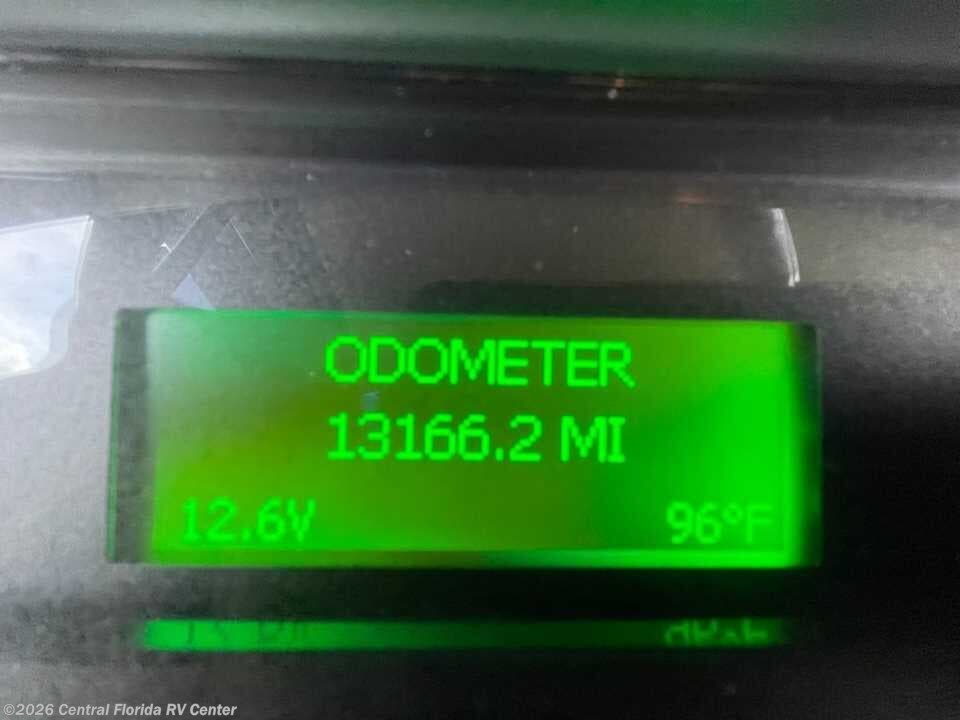 ODOMETER
13166.2 MI
12.6V 96°F
©2026 Central Florida RV Center